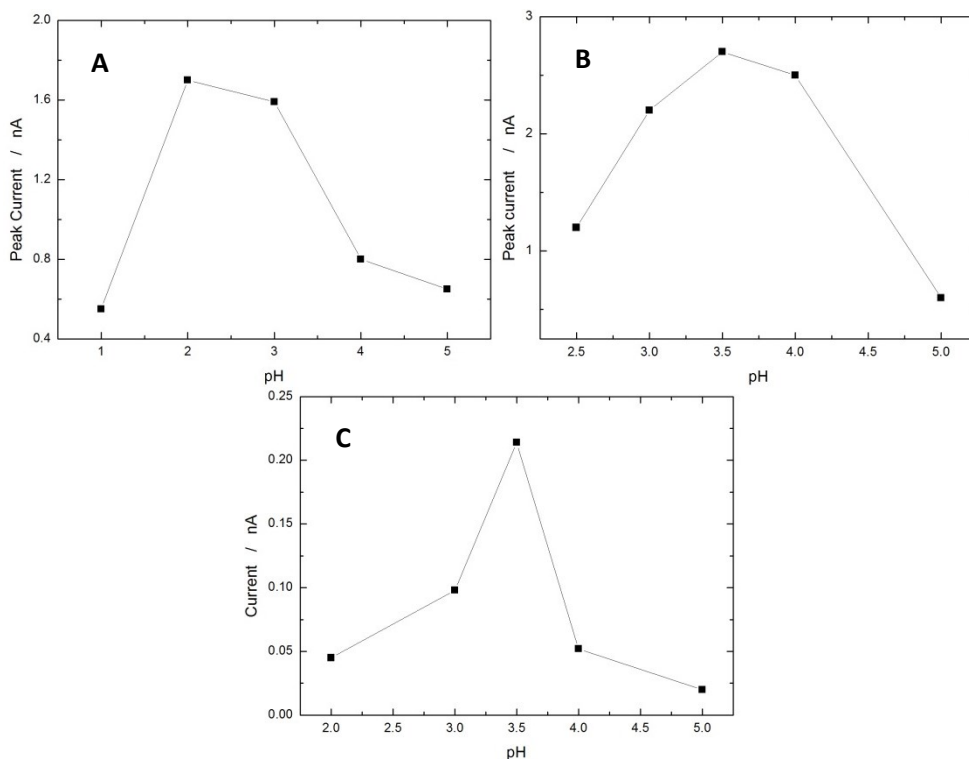 A
Peak Current / nA
2.0
1.6
1.2
0.8
0.4
1 2 3 4 5
pH
B
Peak current / nA
3
2
1
2.5 3.0 3.5 4.0 4.5 5.0
pH
C
Current / nA
0.25
0.20
0.15
0.10
0.05
0.00
2.0 2.5 3.0 3.5 4.0 4.5 5.0
pH